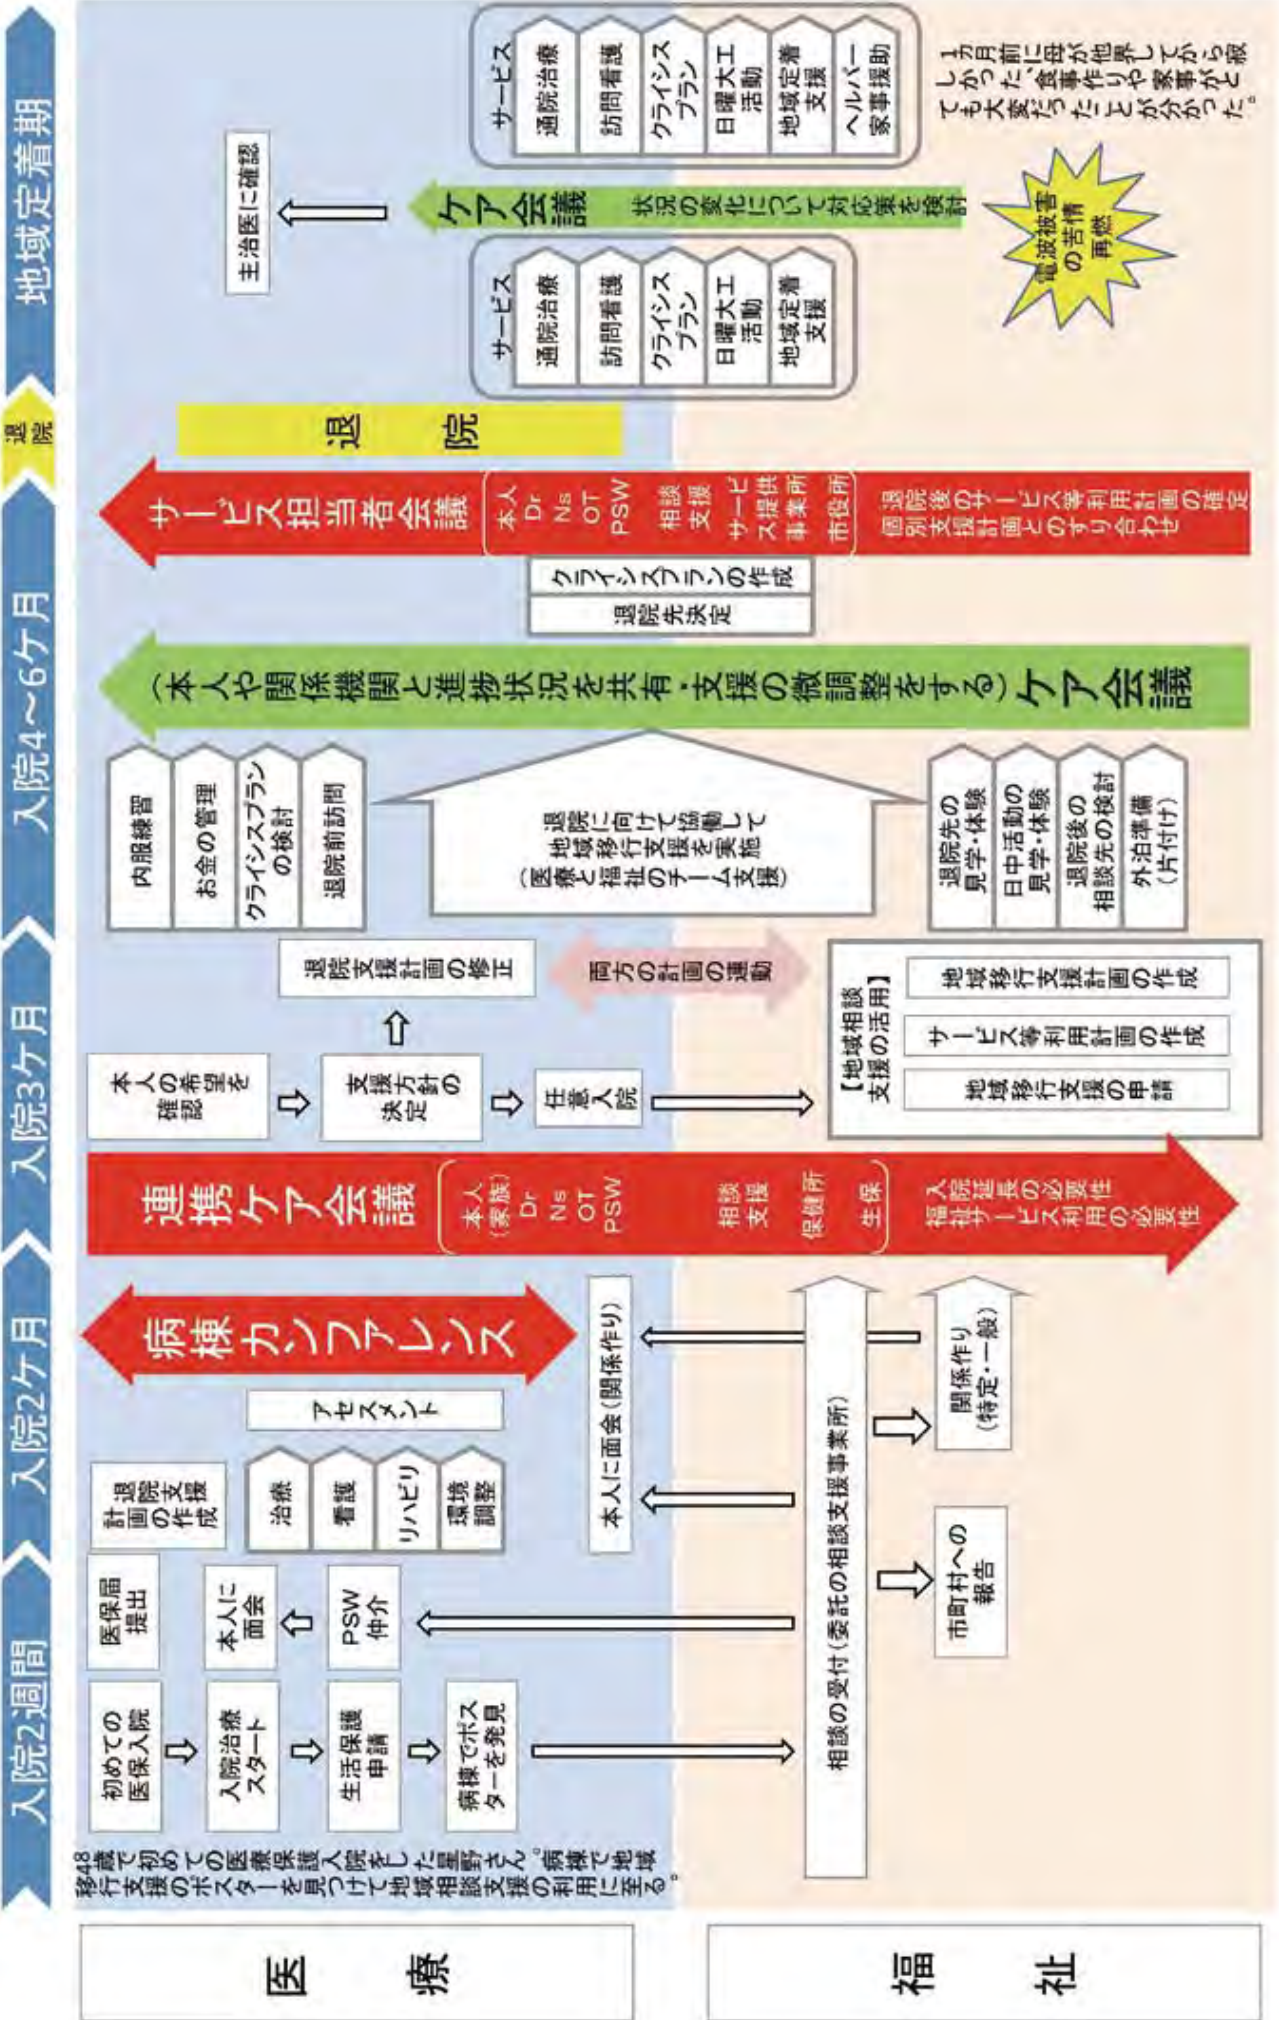 入院2週間
入院2ケ月
入院3ケ月
入院4～6ケ月
退院
地域定着期
医療
福祉
48歳で初めての医療保護入院をした星野さん。病棟で地域
移行支援のポスターを見つけて地域相談支援の利用に至る。
初めての
医保入院
入院治療
スタート
生活保護
申請
病棟でポス
ターを発見
医保届
提出
本人に
面会
PSW
仲介
退院支援
計画の作
成
治療
看護
リハビリ
環境
調整
アセスメント
病棟カンファレンス
本人に面会(関係作り)
相談の受付(委託の相談支援事業所)
市町村への
報告
関係作り
(特定・一般)
連携ケア会議
本人
(家族)
Dr
Ns
OT
PSW
相談
支援
保健所
生保
入院延長の必要性
福祉サービス利用の必要性
本人の希望を
確認
支援方針の
決定
任意入
院
退院支援計画の修正
両方の計画の連動
【地域相談
支援の活用】
地域移行支援の申請
サービス等利用計画の作成
地域移行支援計画の作成
内服練習
お金の管理
クライシスプラン
の検討
退院前訪問
退院に向けて協働して
地域移行支援を実施
(医療と福祉のチーム支援)
退院先の
見学・体験
日中活動の
見学・体験
退院後の
相談先の検討
外泊準備
(片付け)
(本人や関係機関と進捗状況を共有・支援の微調整をする)ケア会議
退院先決定
クライシスプランの作成
サービス担当者会議
本人
Dr
Ns
OT
PSW
相談
支援
サービ
ス提供
事業所
市役所
退院後のサービス等利用計画の確定
個別支援計画とのすり合わせ
退院
サービス
通院治療
訪問看護
クライシス
プラン
日曜大工
活動
地域定着
支援
主治医に確認
ケア会議
状況の変化について対応策を検討
電波被害
の苦情
再燃
サービス
通院治療
訪問看護
クライシス
プラン
日曜大工
活動
地域定着
支援
ヘルパー
家事援助
1カ月前に母が他界してから寂
しかった、食事作りや家事がと
ても大変だったことが分かった。